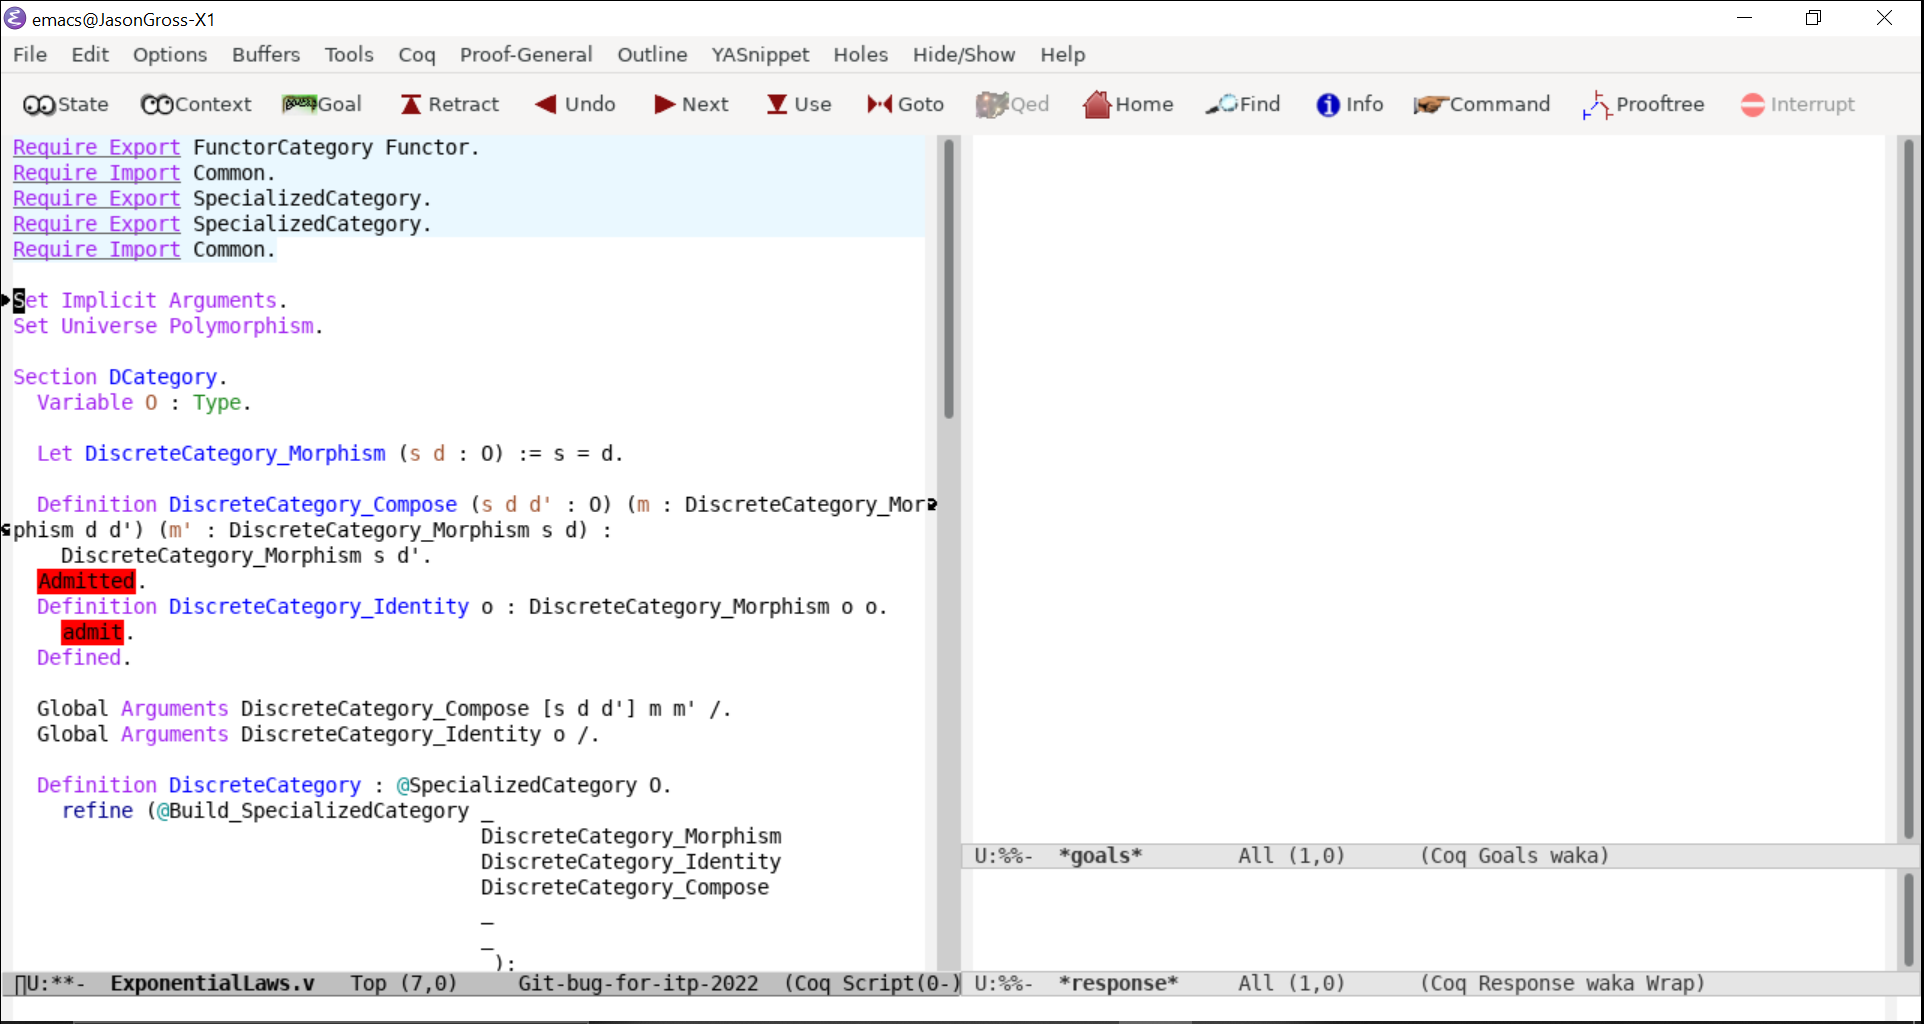 emacs@JasonGross-X1
File Edit Options Buffers Tools Coq Proof-General Outline YASnippet Holes Hide/Show Help
State Context Goal Retract Undo Next Use Goto Qed Home Find Info Command Prooftree Interrupt
Require Export FunctorCategory Functor.
Require Import Common.
Require Export SpecializedCategory.
Require Export SpecializedCategory.
Require Import Common.
Set Implicit Arguments.
Set Universe Polymorphism.
Section DCategory.
Variable O : Type.
Let DiscreteCategory_Morphism (s d : O) := s = d.
Definition DiscreteCategory_Compose (s d d' : O) (m : DiscreteCategory_Mor
phism d d') (m' : DiscreteCategory_Morphism s d) :
DiscreteCategory_Morphism s d'.
Admitted.
Definition DiscreteCategory_Identity o : DiscreteCategory_Morphism o o.
admit.
Defined.
Global Arguments DiscreteCategory_Compose [s d d'] m m' /.
Global Arguments DiscreteCategory_Identity o /.
Definition DiscreteCategory : @SpecializedCategory O.
refine (@Build_SpecializedCategory _
DiscreteCategory_Morphism
DiscreteCategory_Identity
DiscreteCategory_Compose
_
_
);
U:**- ExponentialLaws.v Top (7,0) Git-bug-for-itp-2022 (Coq Script(0-)
U:%%- *goals* All (1,0) (Coq Goals waka)
U:%%- *response* All (1,0) (Coq Response waka Wrap)